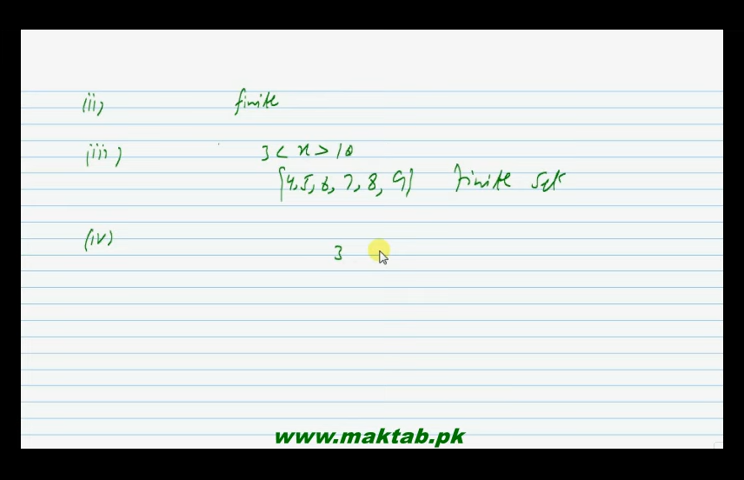 (ii) finite
(iii) 3 < x > 10
{4,5,6,7,8,9} finite set
(iv) 3
www.maktab.pk